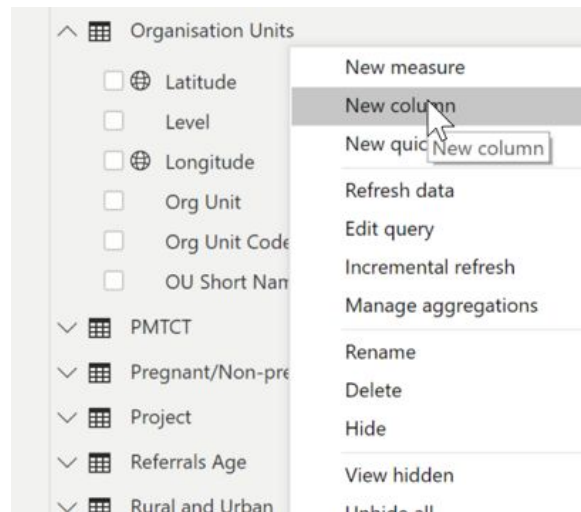 Organisation Units
Latitude
Level
Longitude
Org Unit
Org Unit Code
OU Short Nam
PMTCT
Pregnant/Non-pre
Project
Referrals Age
Rural and Urban
New measure
New column
New quic
New column
Refresh data
Edit query
Incremental refresh
Manage aggregations
Rename
Delete
Hide
View hidden
Unhide all